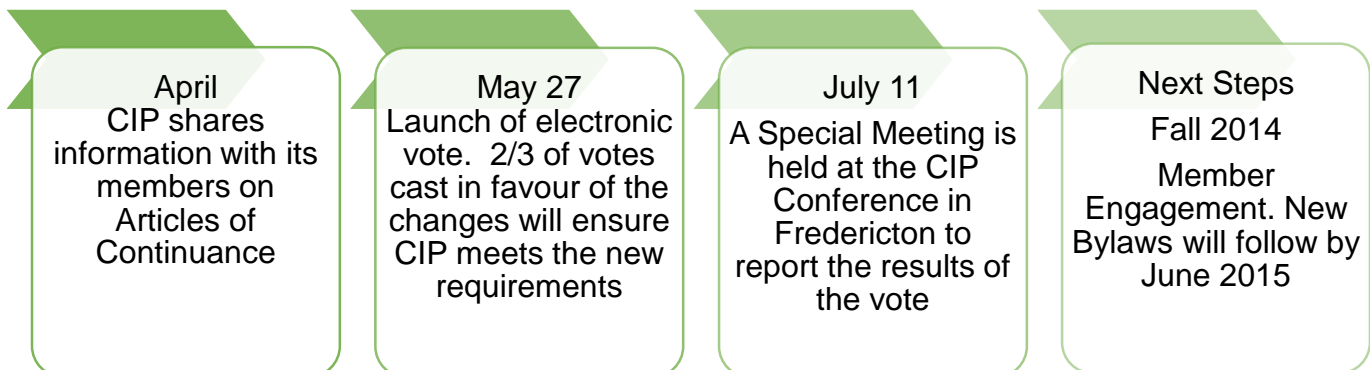 April
CIP shares
information with its
members on
Articles of
Continuance
May 27
Launch of electronic
vote.  2/3 of votes
cast in favour of the
changes will ensure
CIP meets the new
requirements
July 11
A Special Meeting is
held at the CIP
Conference in
Fredericton to
report the results of
the vote
Next Steps
Fall 2014
Member
Engagement. New
Bylaws will follow by
June 2015